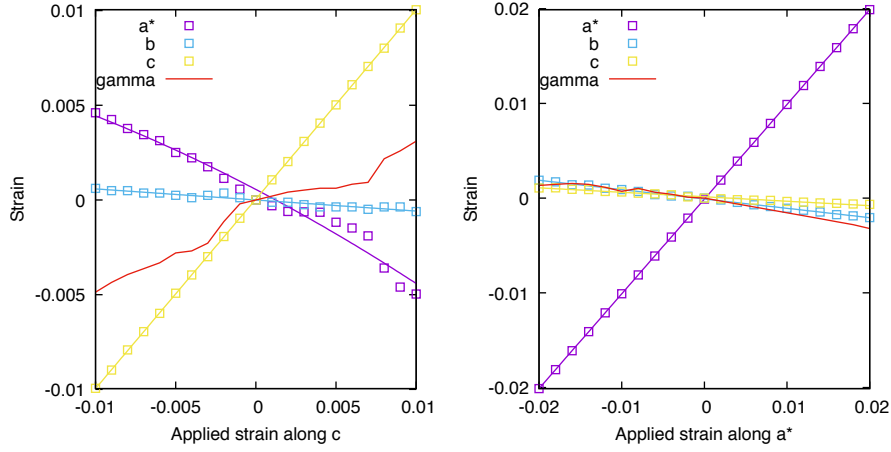 0.01
0.005
0
-0.005
-0.01
Strain
a*
b
c
gamma
-0.01 -0.005 0 0.005 0.01
Applied strain along c
0.02
0.01
0
-0.01
-0.02
Strain
a*
b
c
gamma
-0.02 -0.01 0 0.01 0.02
Applied strain along a*